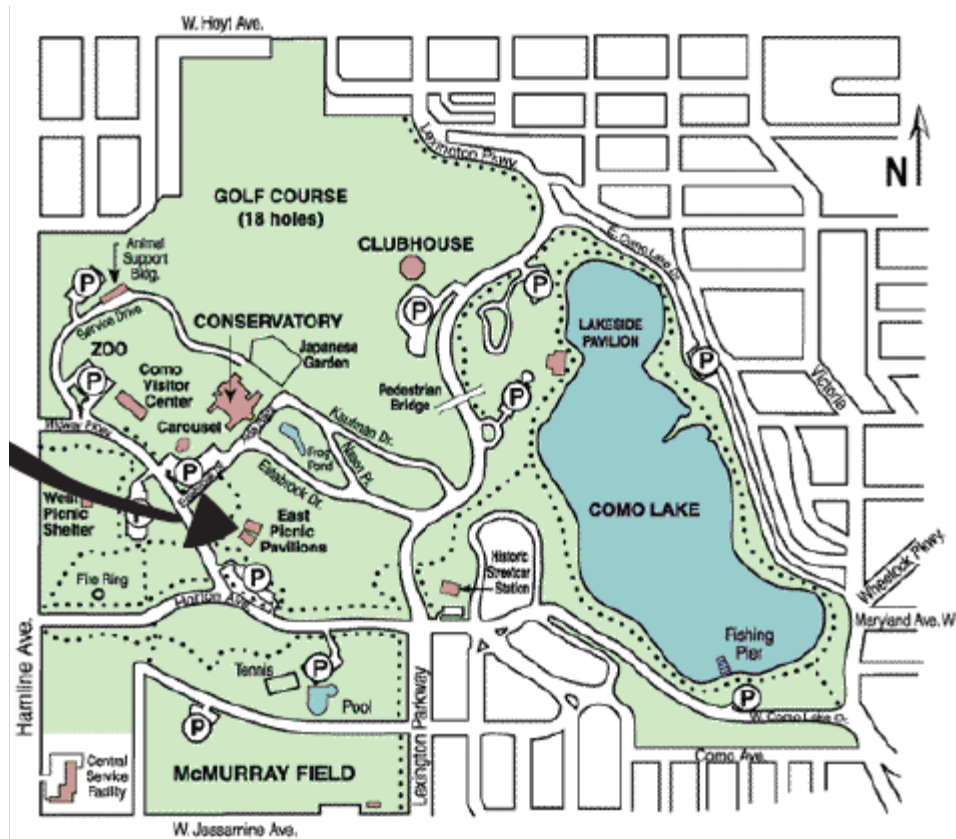 W. Hoyt Ave.
Lexington Pkwy.
N
GOLF COURSE
(18 holes)
CLUBHOUSE
E. Como Lake Dr.
Animal
Support
Bldg.
P
P
P
Service Drive
CONSERVATORY
Japanese
Garden
LAKESIDE
PAVILION
ZOO
P
P
Victoria
Como
Visitor
Center
Pedestrian
Bridge
P
Carousel
Kaufman Dr.
Frog
Pond
Nason Pl.
P
Estabrook Dr.
West
Picnic
Shelter
P
East
Picnic
Pavilions
COMO LAKE
Historic
Streetcar
Station
Wheelock Pkwy.
Fire Ring
P
Horton Ave.
Maryland Ave. W
Hamline Ave.
Fishing
Pier
Tennis
P
Pool
P
P
W. Como Lake Dr.
Lexington Parkway
Como Ave.
Central
Service
Facility
McMURRAY FIELD
W. Jessamine Ave.